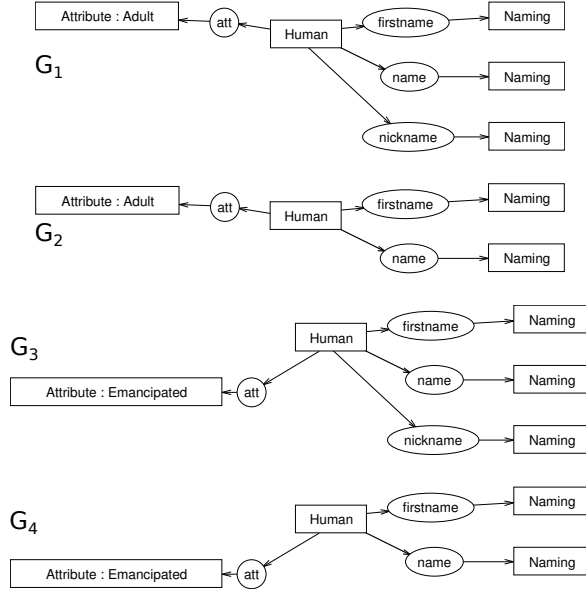 Attribute : Adult att Human firstname Naming
G1
name Naming
nickname Naming
Attribute : Adult att Human firstname Naming
G2
name Naming
Human firstname Naming
G3
Attribute : Emancipated att name Naming
nickname Naming
Human firstname Naming
G4
Attribute : Emancipated att name Naming